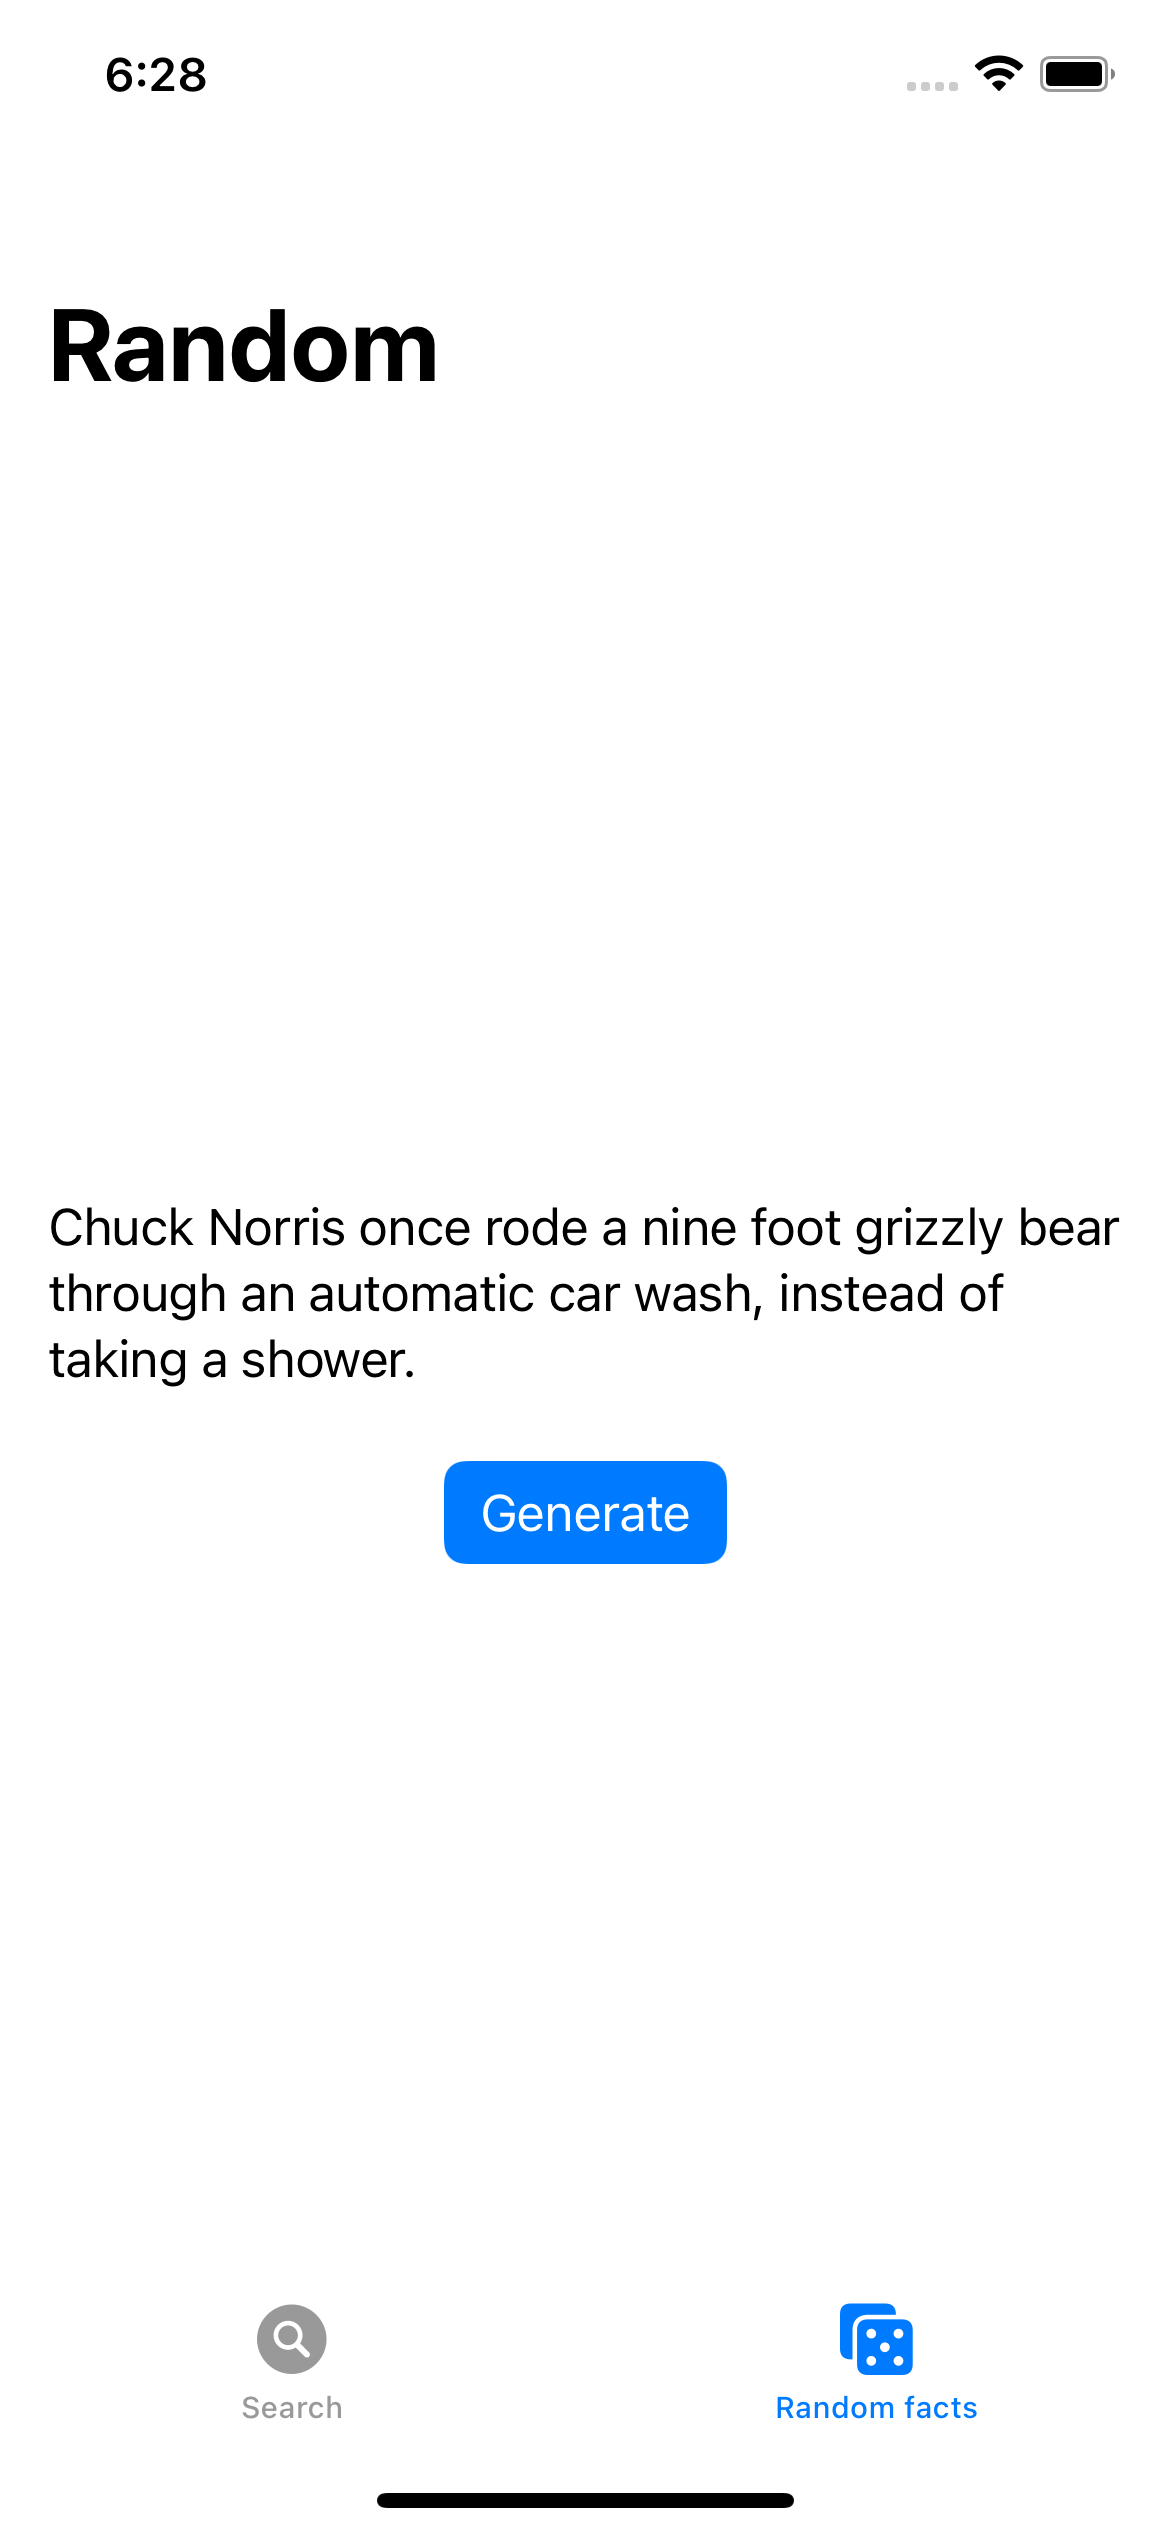 6:28
Random
Chuck Norris once rode a nine foot grizzly bear
through an automatic car wash, instead of
taking a shower.
Generate
Search
Random facts